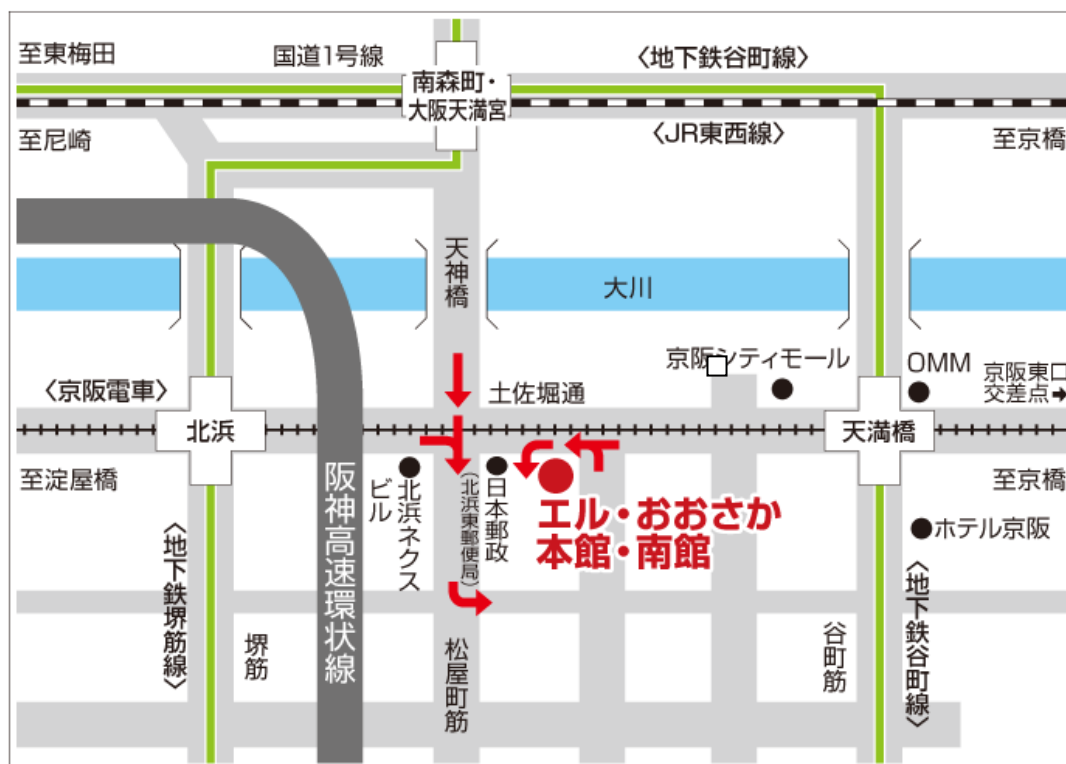 至東梅田
国道1号線
〈地下鉄谷町線〉
南森町・
大阪天満宮
至尼崎
〈JR東西線〉
至京橋
天神橋
大川
京阪シティモール
OMM
京阪東口
交差点➡
〈京阪電車〉
土佐堀通
北浜
天満橋
至淀屋橋
至京橋
北浜ネクス
ビル
(北浜東郵便局)
日本郵政
エル・おおさか
本館・南館
ホテル京阪
阪神高速環状線
〈地下鉄堺筋線〉
堺筋
松屋町筋
谷町筋
〈地下鉄谷町線〉